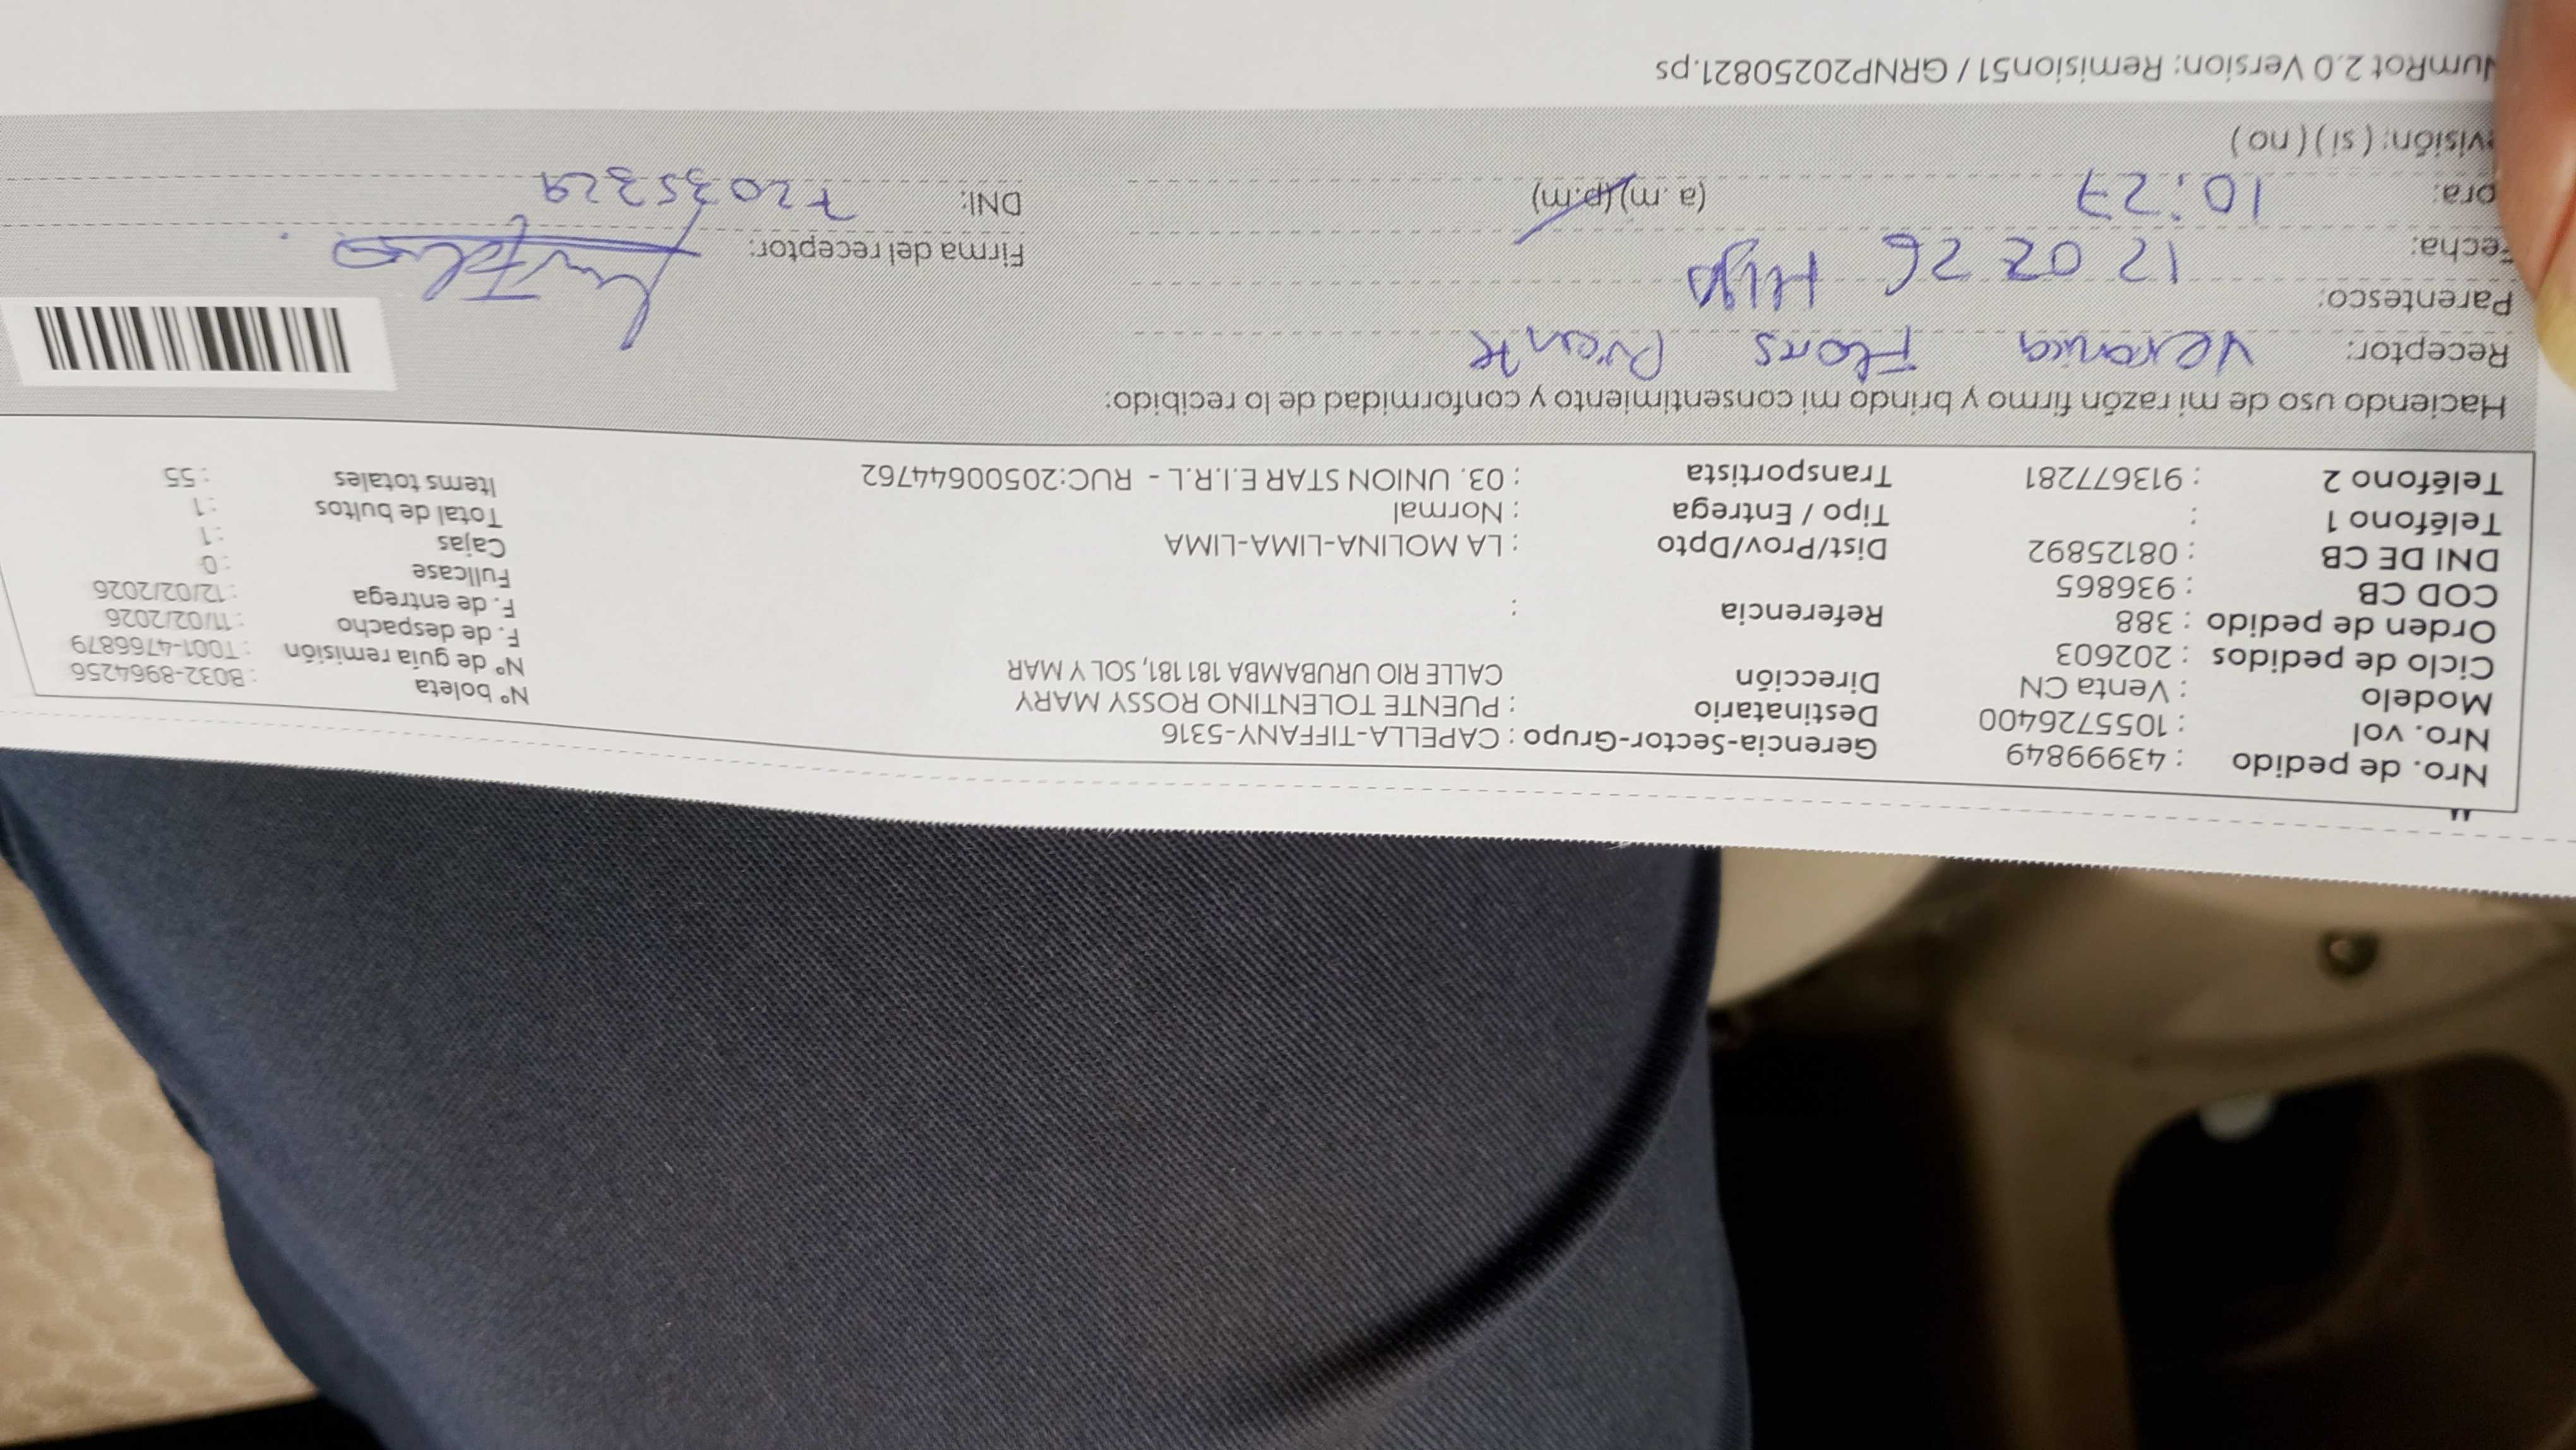 Nro. de pedido : 43999849 Gerencia-Sector-Grupo : CAPELLA-TIFFANY-5316
Nro. vol : 1055726400 Destinatario : PUENTE TOLENTINO ROSSY MARY Nº boleta : B032-8964256
Modelo : Venta CN Dirección CALLE RIO URUBAMBA 181 181, SOL Y MAR Nº de guía remisión : T001-4766879
Ciclo de pedidos : 202603 F. de despacho : 11/02/2026
Orden de pedido : 388 Referencia : F. de entrega : 12/02/2026
COD CB : 936865 Fullcase : 0
DNI DE CB : 08125892 Dist/Prov/Dpto : LA MOLINA-LIMA-LIMA Cajas : 1
Teléfono 1 : Tipo / Entrega : Normal Total de bultos : 1
Teléfono 2 : 913677281 Transportista : 03. UNION STAR E.I.R.L - RUC:20500644762 Items totales : 55
Haciendo uso de mi razón firmo y brindo mi consentimiento y conformidad de lo recibido:
Receptor: Veronica Flores Puente
Parentesco: Hija
Fecha: 12 02 26 Firma del receptor:
ora: 10:27 (a.m)(p.m) DNI: 72035329
evisión: ( si ) ( no )
NumRot 2.0 Version: Remision51 / GRNP20250821.ps